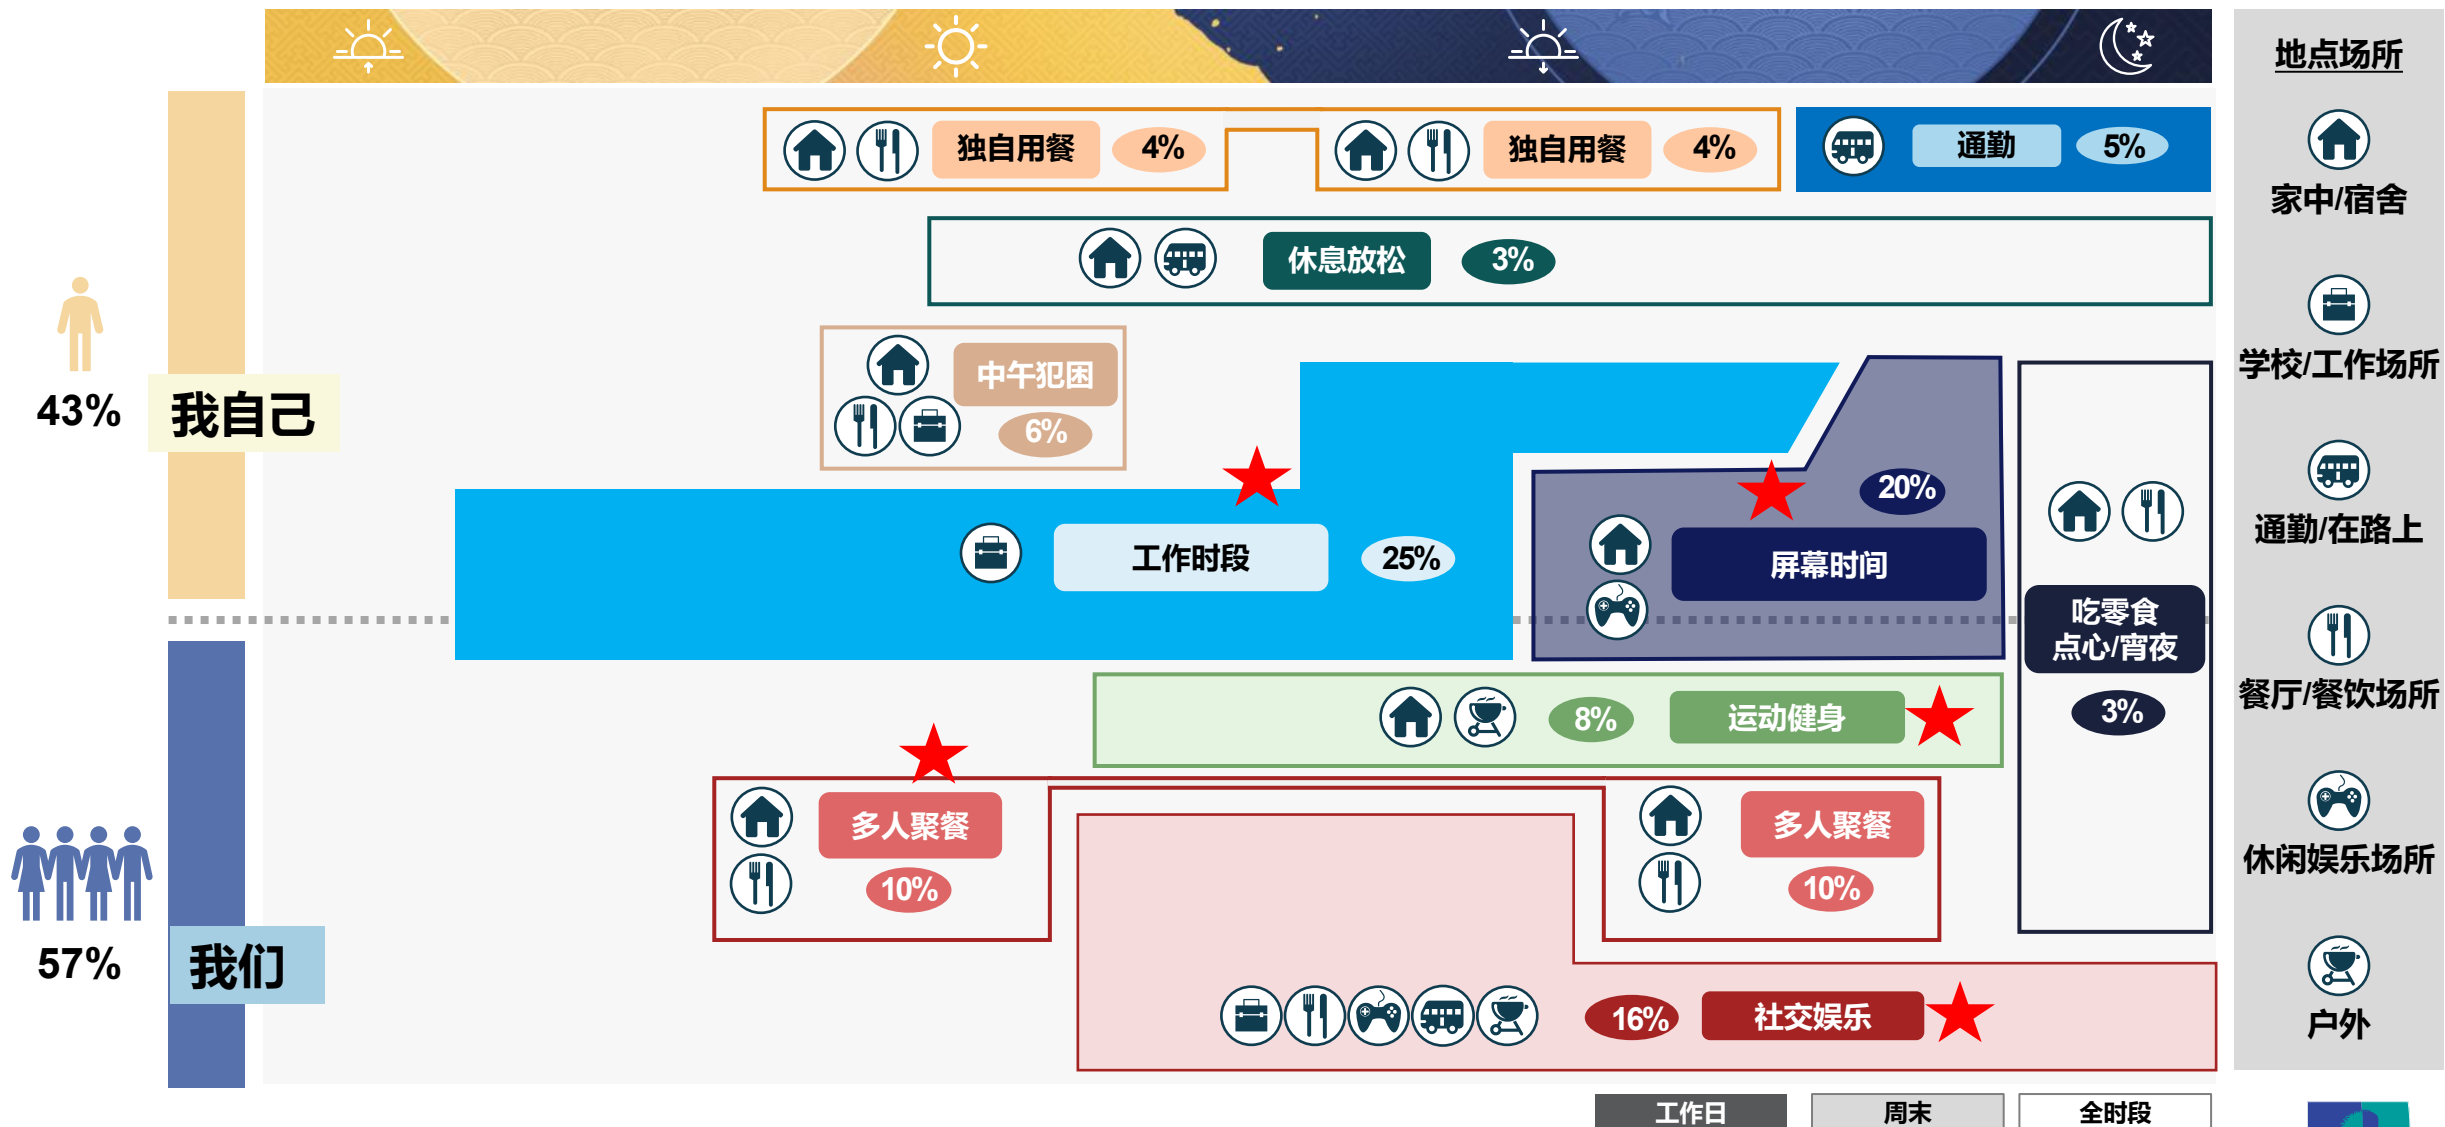 地点场所
独自用餐 4%
独自用餐 4%
通勤 5%
家中/宿舍
休息放松 3%
学校/工作场所
中午犯困
6%
43%
我自己
20%
通勤/在路上
工作时段 25%
屏幕时间
吃零食
点心/宵夜
3%
餐厅/餐饮场所
8% 运动健身
多人聚餐
10%
多人聚餐
10%
休闲娱乐场所
57%
我们
16% 社交娱乐
户外
工作日
周末
全时段